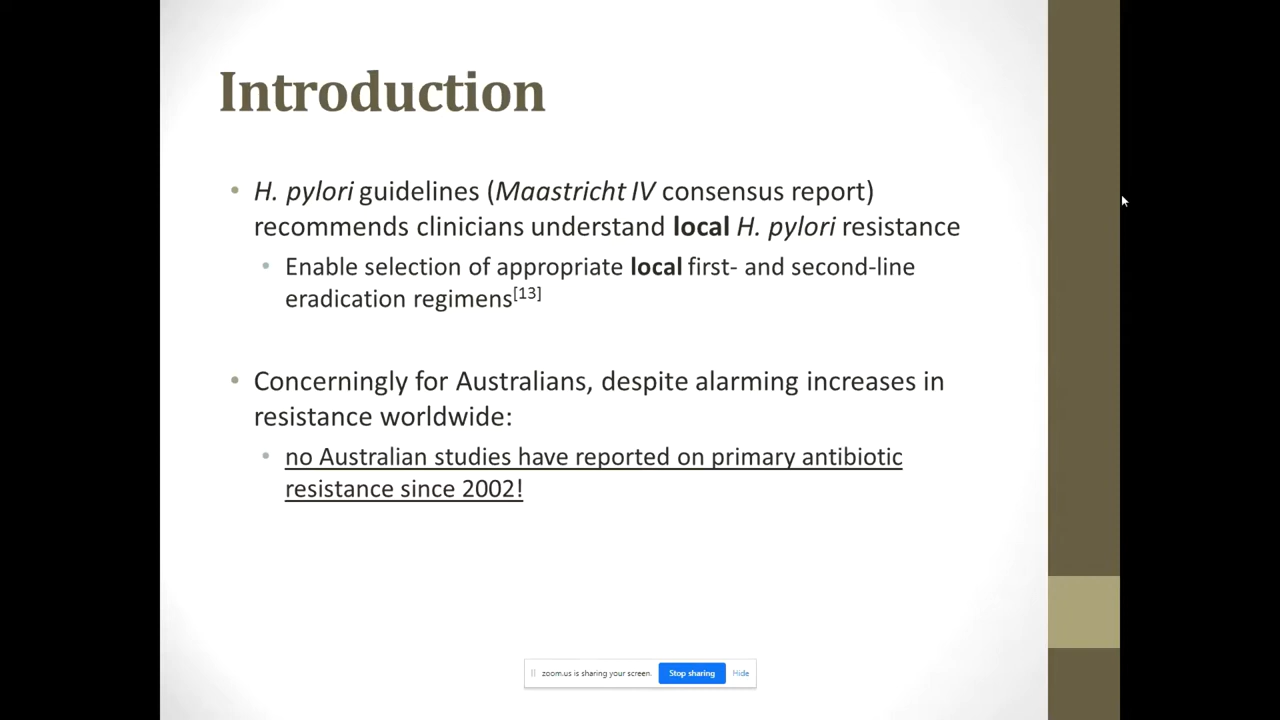 Introduction
• H. pylori guidelines (Maastricht IV consensus report)
recommends clinicians understand local H. pylori resistance
• Enable selection of appropriate local first- and second-line
eradication regimens[13]
• Concerningly for Australians, despite alarming increases in
resistance worldwide:
• no Australian studies have reported on primary antibiotic
resistance since 2002!
zoom.us is sharing your screen. Stop sharing Hide